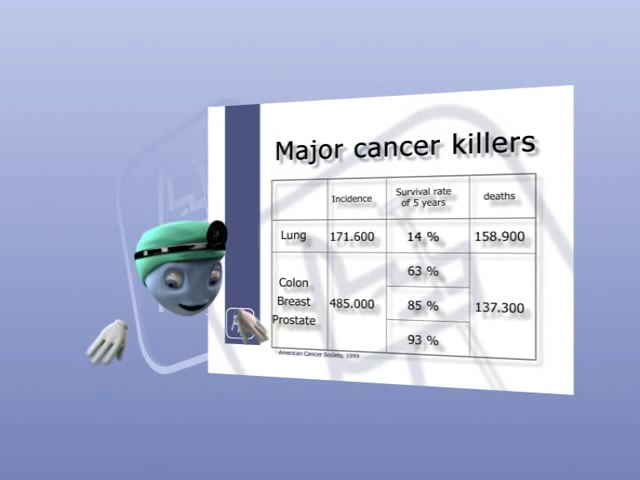 Major cancer killers
Incidence
Survival rate
of 5 years
deaths
Lung
171.600
14 %
158.900
Colon
Breast
Prostate
485.000
63 %
85 %
93 %
137.300
American Cancer Society, 1999